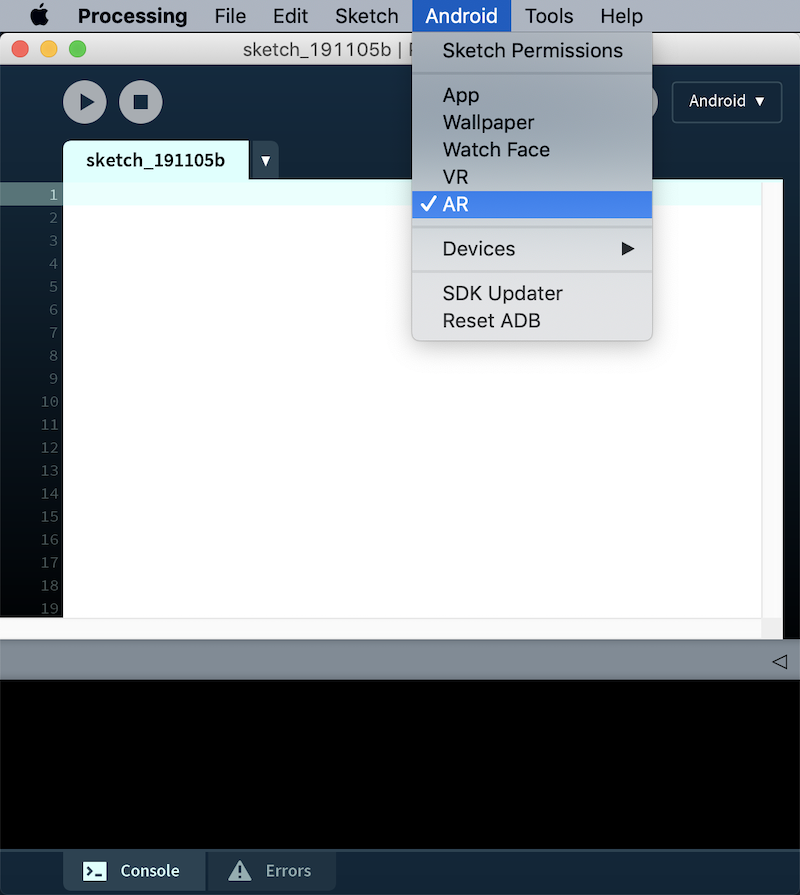 Processing File Edit Sketch Android Tools Help
sketch_191105b |
Sketch Permissions
App
Wallpaper
Watch Face
VR
✓ AR
Devices ▶
SDK Updater
Reset ADB
Android ▼
sketch_191105b ▼
1
2
3
4
5
6
7
8
9
10
11
12
13
14
15
16
17
18
19
Console
Errors